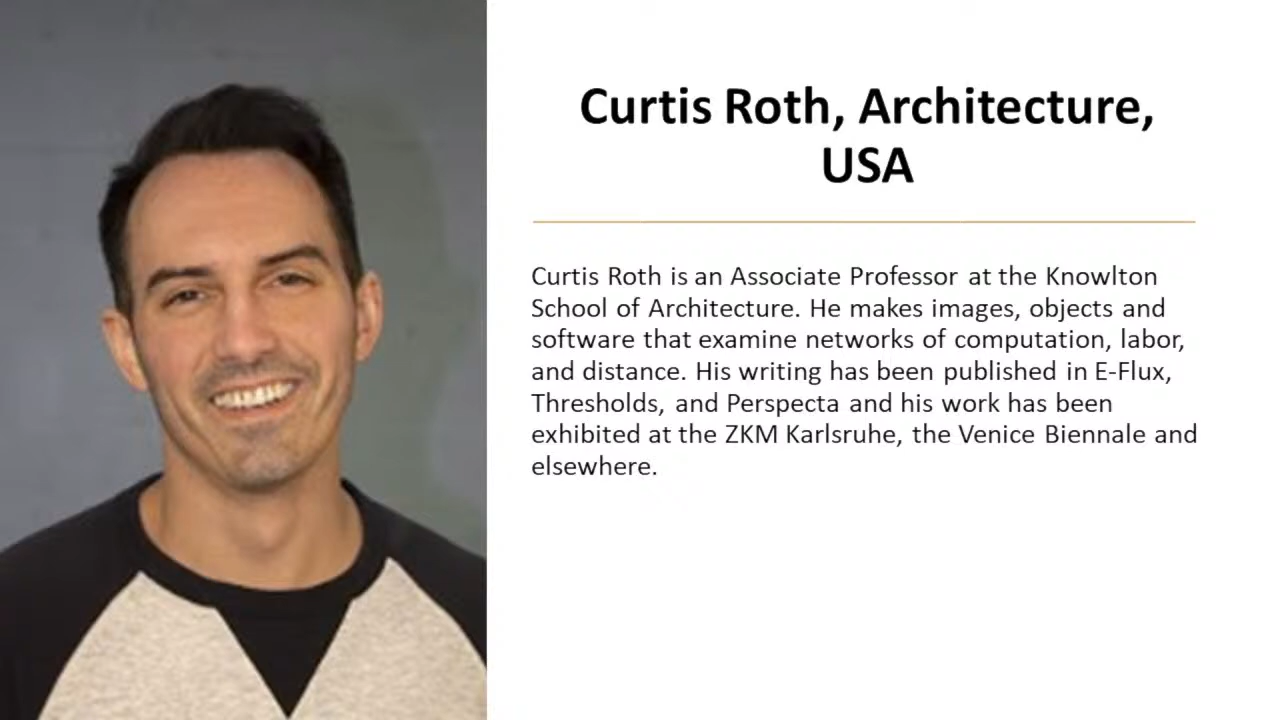 Curtis Roth, Architecture,
USA
Curtis Roth is an Associate Professor at the Knowlton
School of Architecture. He makes images, objects and
software that examine networks of computation, labor,
and distance. His writing has been published in E-Flux,
Thresholds, and Perspecta and his work has been
exhibited at the ZKM Karlsruhe, the Venice Biennale and
elsewhere.